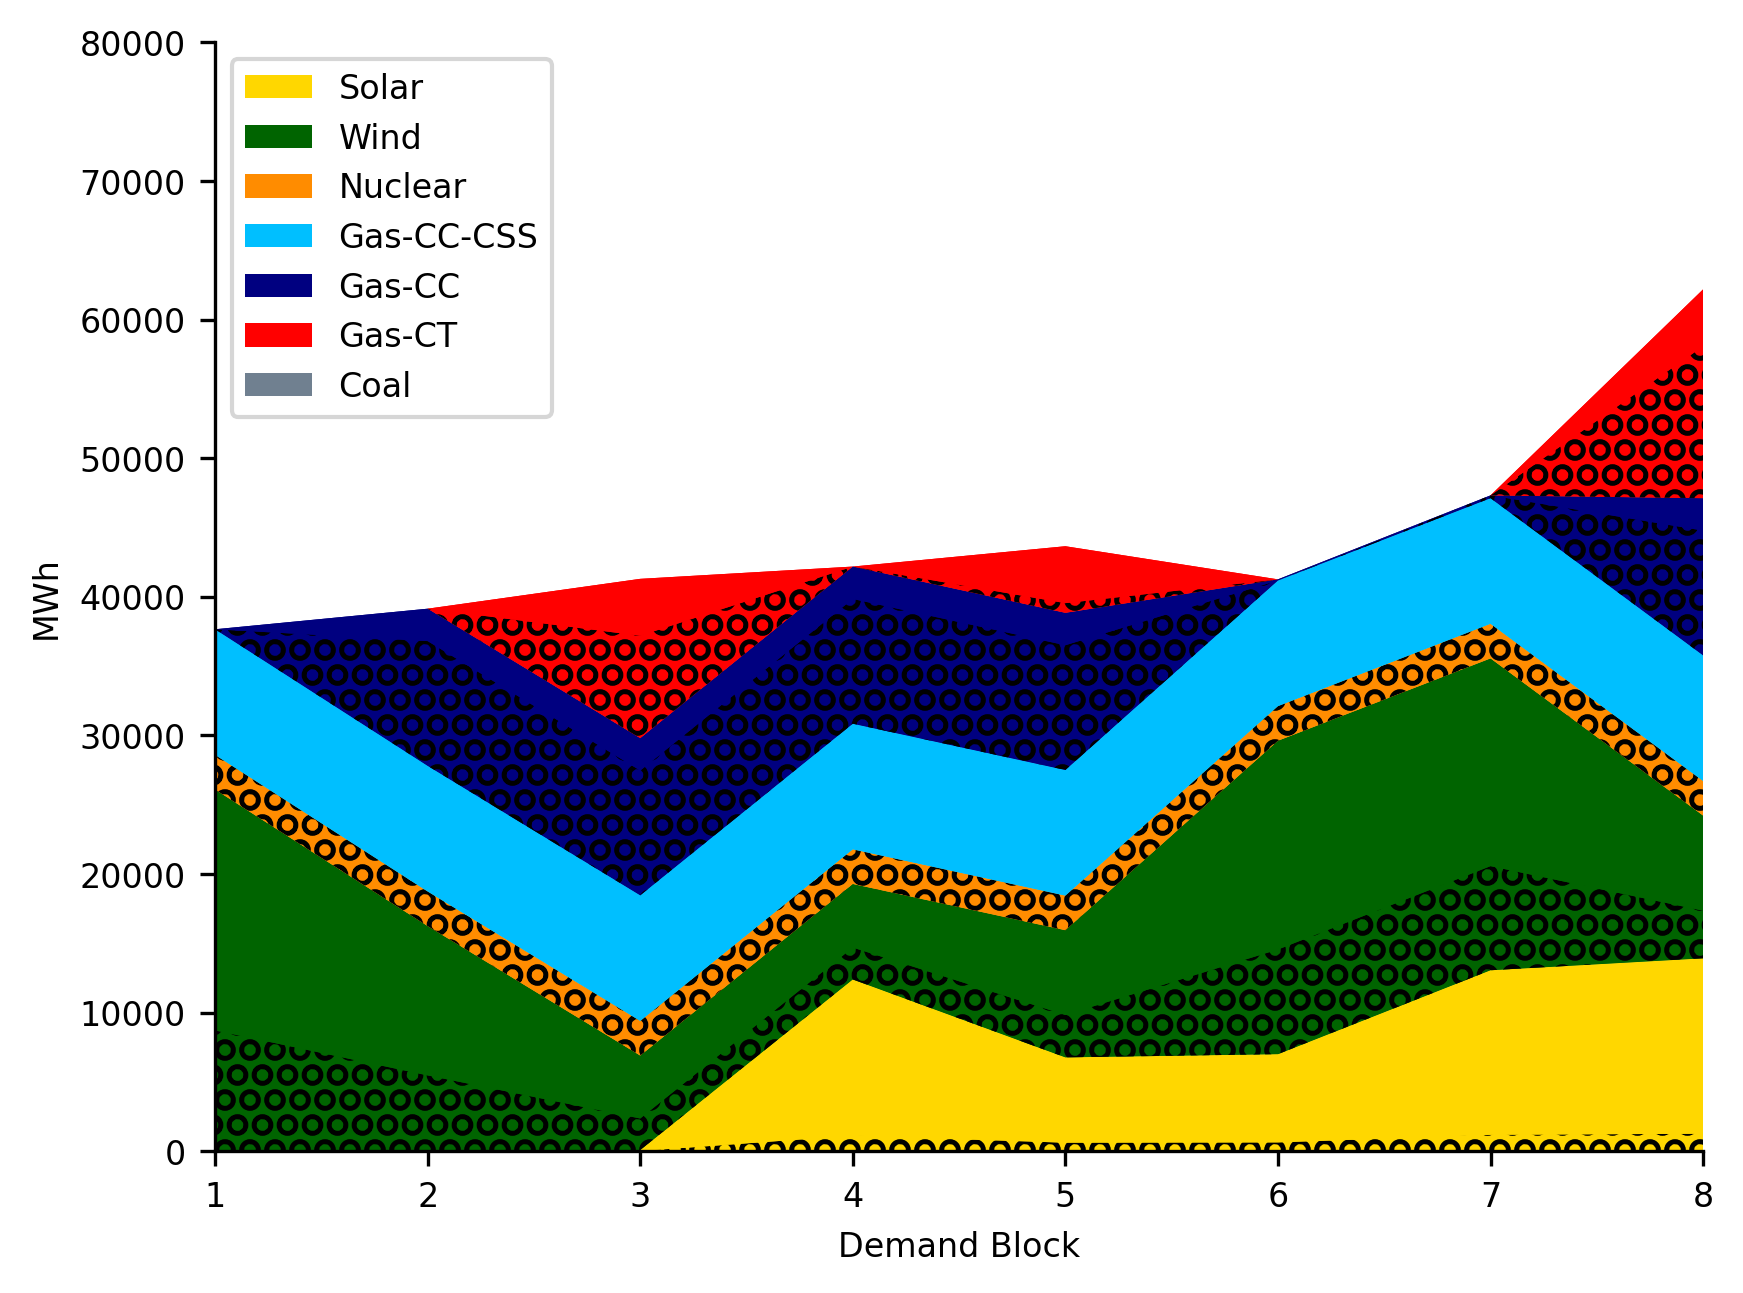 80000
70000
60000
50000
40000
30000
20000
10000
0
MWh
Solar
Wind
Nuclear
Gas-CC-CSS
Gas-CC
Gas-CT
Coal
1 2 3 4 5 6 7 8
Demand Block